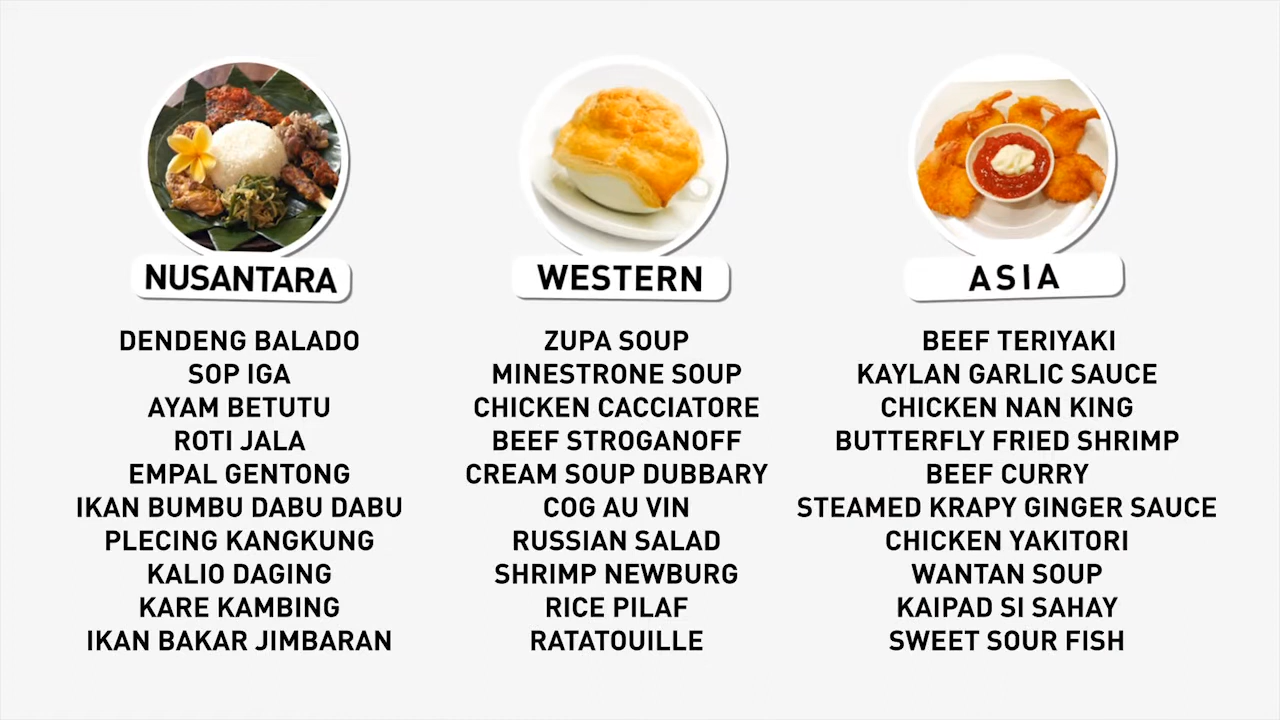 NUSANTARA
DENDENG BALADO
SOP IGA
AYAM BETUTU
ROTI JALA
EMPAL GENTONG
IKAN BUMBU DABU DABU
PLECING KANGKUNG
KALIO DAGING
KARE KAMBING
IKAN BAKAR JIMBARAN
WESTERN
ZUPA SOUP
MINESTRONE SOUP
CHICKEN CACCIATORE
BEEF STROGANOFF
CREAM SOUP DUBBARY
COG AU VIN
RUSSIAN SALAD
SHRIMP NEWBURG
RICE PILAF
RATATOUILLE
ASIA
BEEF TERIYAKI
KAYLAN GARLIC SAUCE
CHICKEN NAN KING
BUTTERFLY FRIED SHRIMP
BEEF CURRY
STEAMED KRAPY GINGER SAUCE
CHICKEN YAKITORI
WANTAN SOUP
KAIPAD SI SAHAY
SWEET SOUR FISH